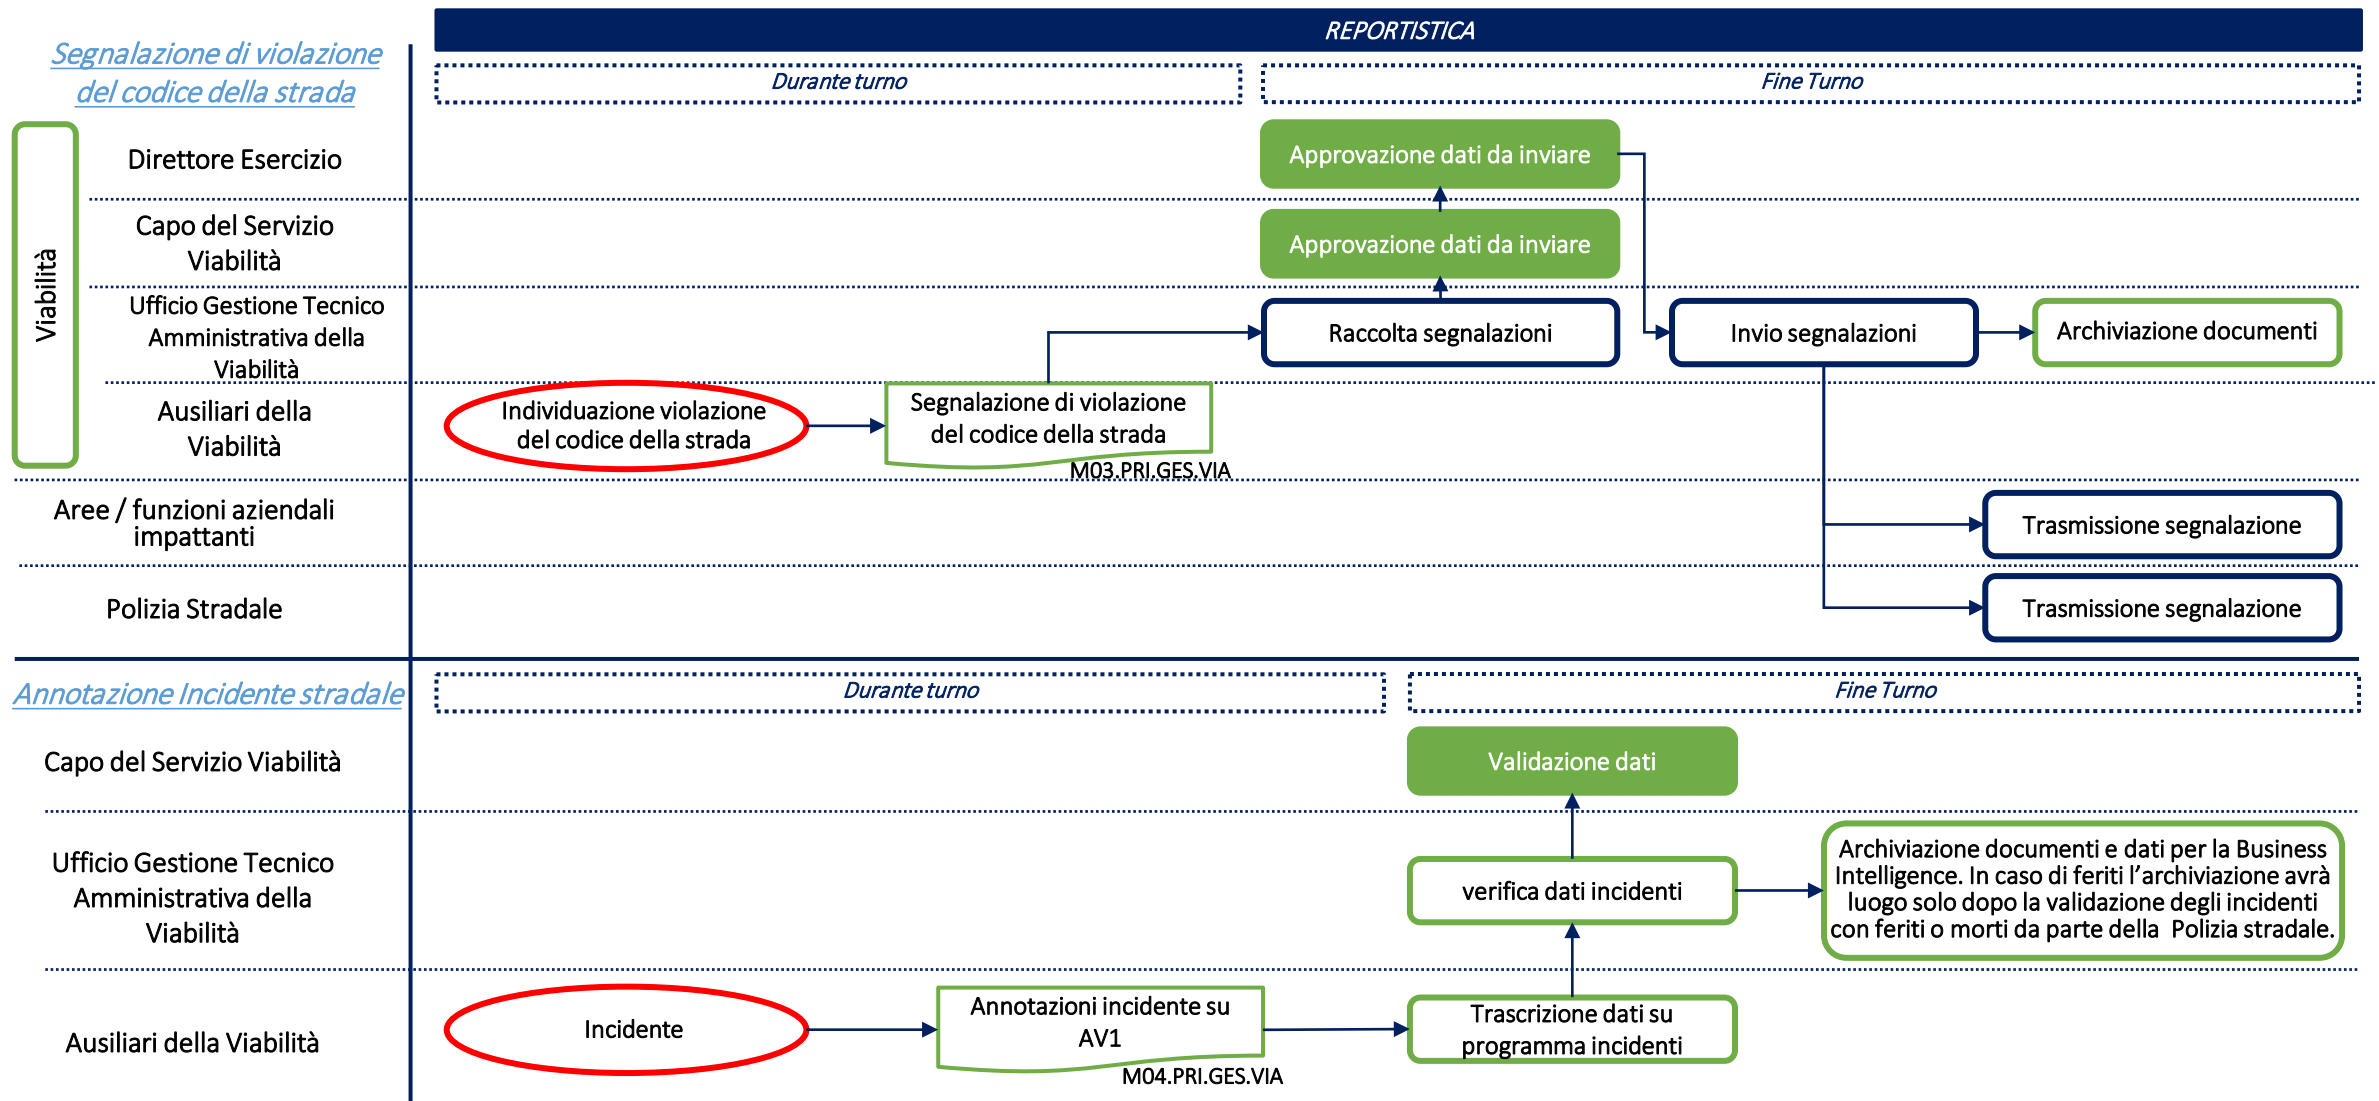 REPORTISTICA
Segnalazione di violazione
del codice della strada
Durante turno
Fine Turno
Viabilità
Direttore Esercizio
Approvazione dati da inviare
Capo del Servizio
Viabilità
Approvazione dati da inviare
Ufficio Gestione Tecnico
Amministrativa della
Viabilità
Raccolta segnalazioni
Invio segnalazioni
Archiviazione documenti
Ausiliari della
Viabilità
Individuazione violazione
del codice della strada
Segnalazione di violazione
del codice della strada
M03.PRI.GES.VIA
Aree / funzioni aziendali
impattanti
Trasmissione segnalazione
Polizia Stradale
Trasmissione segnalazione
Annotazione Incidente stradale
Durante turno
Fine Turno
Capo del Servizio Viabilità
Validazione dati
Ufficio Gestione Tecnico
Amministrativa della
Viabilità
verifica dati incidenti
Archiviazione documenti e dati per la Business
Intelligence. In caso di feriti l’archiviazione avrà
luogo solo dopo la validazione degli incidenti
con feriti o morti da parte della Polizia stradale.
Ausiliari della Viabilità
Incidente
Annotazioni incidente su
AV1
M04.PRI.GES.VIA
Trascrizione dati su
programma incidenti